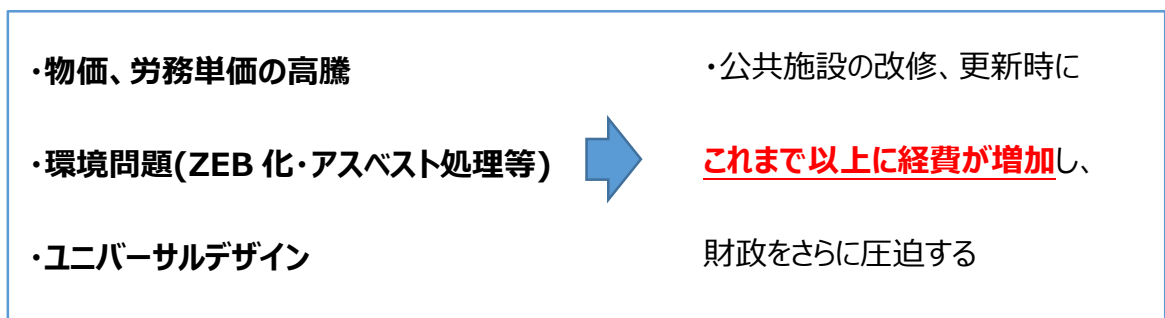 ・物価、労務単価の高騰
・環境問題(ZEB 化・アスベスト処理等)
・ユニバーサルデザイン
・公共施設の改修、更新時に
これまで以上に経費が増加し、
財政をさらに圧迫する